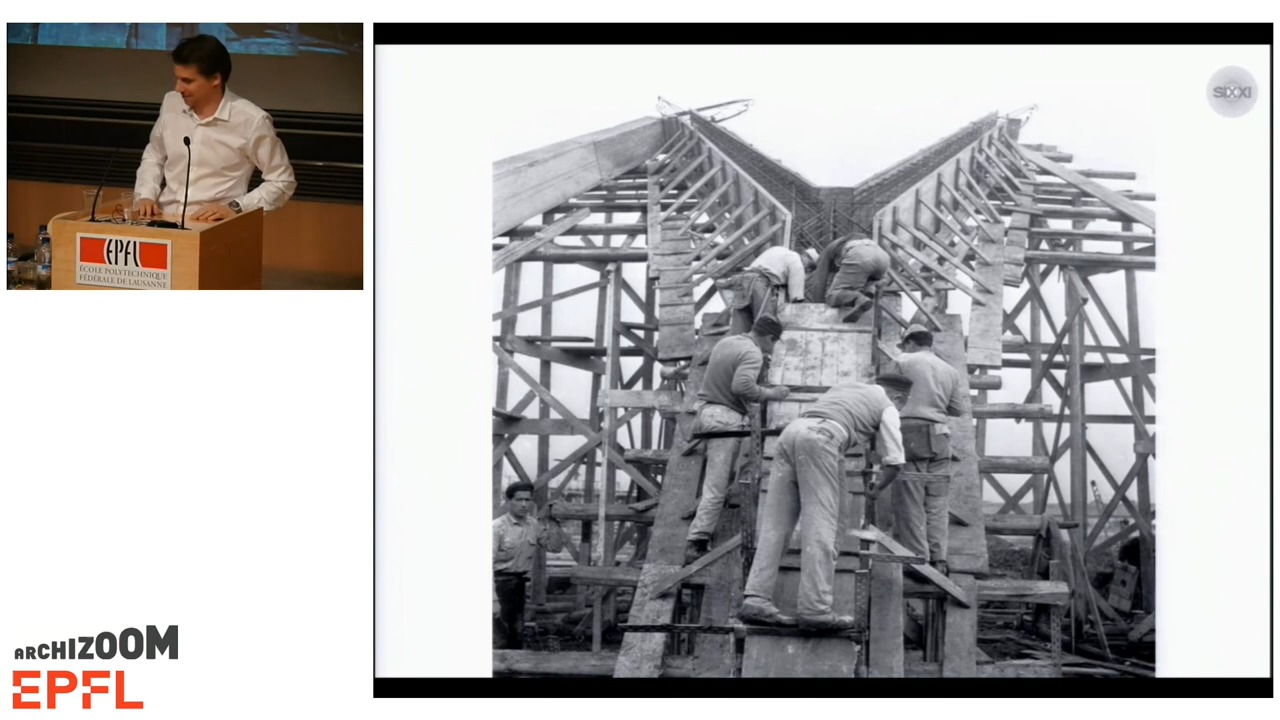 EPFL
ÉCOLE POLYTECHNIQUE
FÉDÉRALE DE LAUSANNE
SIXXI
ARCHIZOOM
EPFL